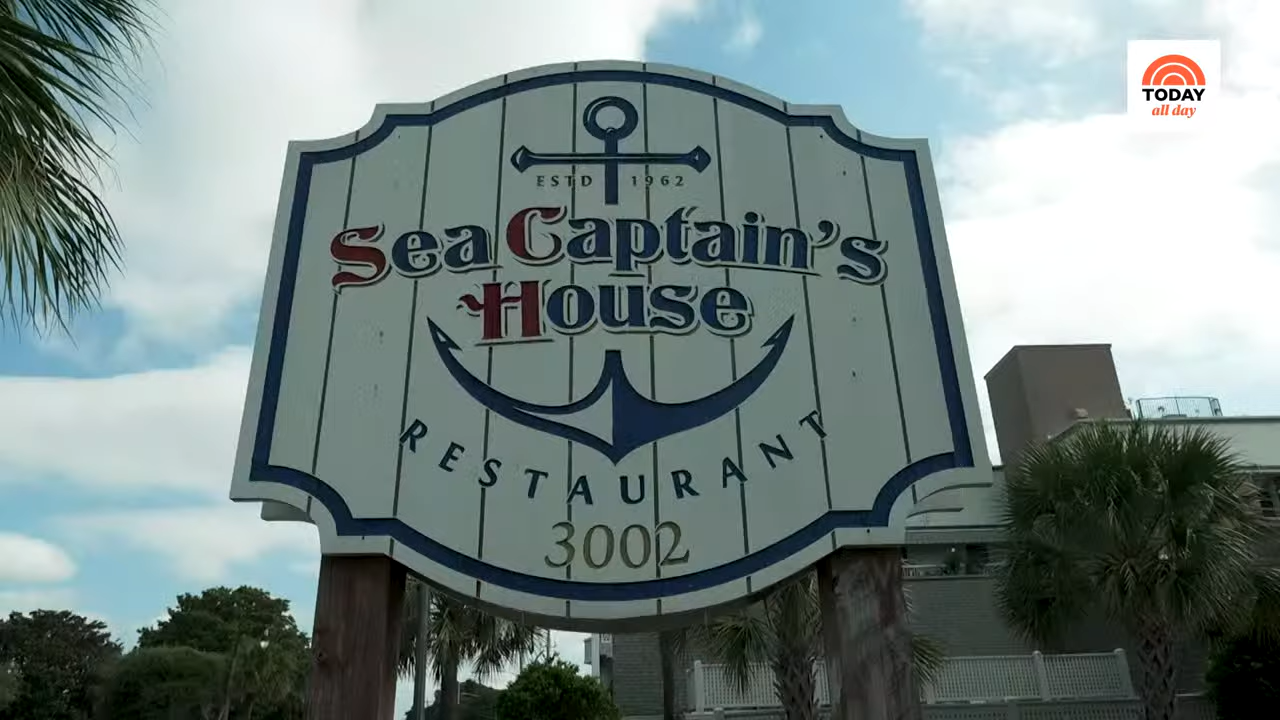 TODAY
all day
ESTD 1962
Sea Captain's
House
RESTAURANT
3002